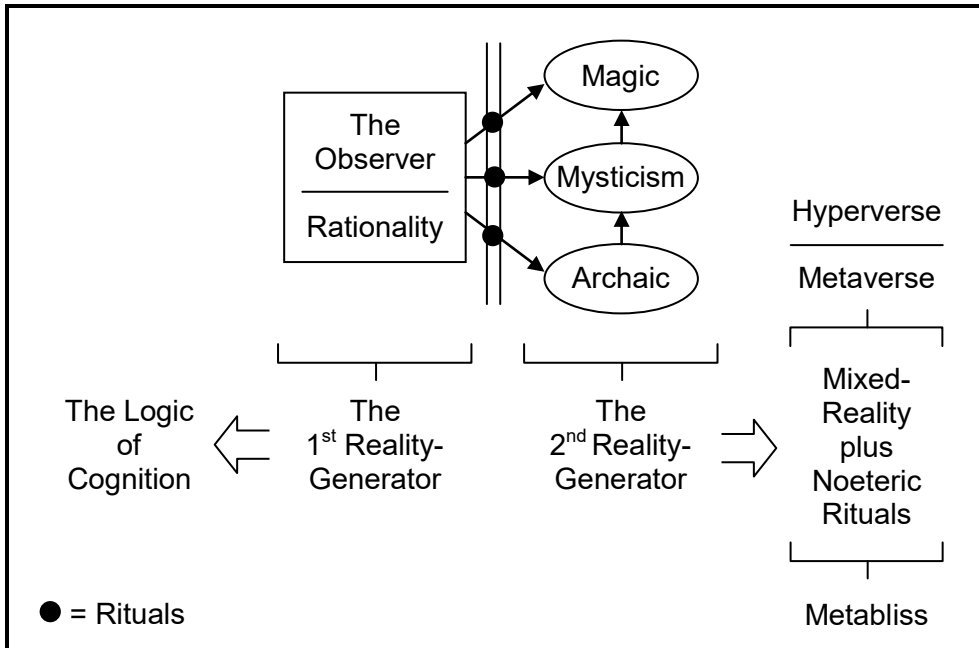 The
Observer
Rationality
Magic
Mysticism
Archaic
Hyperverse
Metaverse
The Logic
of
Cognition
The
1st Reality-
Generator
The
2nd Reality-
Generator
Mixed-
Reality
plus
Noeteric
Rituals
Metabliss
= Rituals